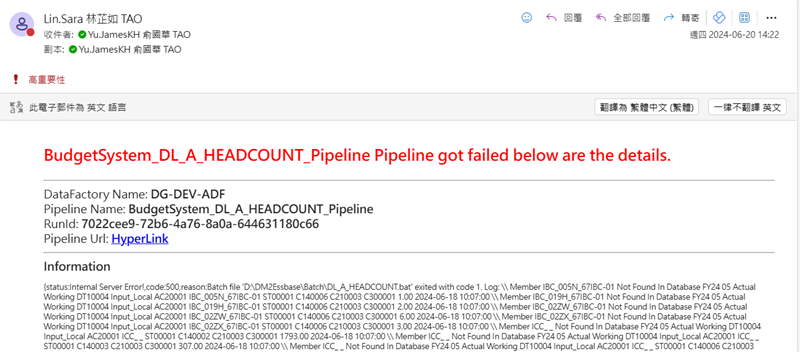 Lin.Sara 林芷如 TAO
回覆 全部回覆 轉寄
收件者: Yu.JamesKH 俞國華 TAO
週四 2024-06-20 14:22
副本: Yu.JamesKH 俞國華 TAO
高重要性
此電子郵件為 英文 語言
翻譯為 繁體中文 (繁體) 一律不翻譯 英文
BudgetSystem_DL_A_HEADCOUNT_Pipeline Pipeline got failed below are the details.
DataFactory Name: DG-DEV-ADF
Pipeline Name: BudgetSystem_DL_A_HEADCOUNT_Pipeline
RunId: 7022cee9-72b6-4a76-8a0a-644631180c66
Pipeline Url: HyperLink
Information
{status:Internal Server Error!,code:500,reason:Batch file 'D:\DM2Essbase\Batch\DL_A_HEADCOUNT.bat' exited with code 1. Log: \\ Member IBC_005N_67IBC-01 Not Found In Database FY24 05 Actual
Working DT10004 Input_Local AC20001 IBC_005N_67IBC-01 ST00001 C140006 C210003 C300001 1.00 2024-06-18 10:07:00 \\ Member IBC_019H_67IBC-01 Not Found In Database FY24 05 Actual
Working DT10004 Input_Local AC20001 IBC_019H_67IBC-01 ST00001 C140006 C210003 C300001 2.00 2024-06-18 10:07:00 \\ Member IBC_02ZW_67IBC-01 Not Found In Database FY24 05 Actual
Working DT10004 Input_Local AC20001 IBC_02ZW_67IBC-01 ST00001 C140006 C210003 C300001 6.00 2024-06-18 10:07:00 \\ Member IBC_02ZX_67IBC-01 Not Found In Database FY24 05 Actual
Working DT10004 Input_Local AC20001 IBC_02ZX_67IBC-01 ST00001 C140006 C210003 C300001 3.00 2024-06-18 10:07:00 \\ Member ICC_ _ Not Found In Database FY24 05 Actual Working DT10004
Input_Local AC20001 ICC_ _ ST00001 C140002 C210003 C300001 1793.00 2024-06-18 10:07:00 \\ Member ICC_ _ Not Found In Database FY24 05 Actual Working DT10004 Input_Local AC20001 ICC_ _
ST00001 C140003 C210003 C300001 307.00 2024-06-18 10:07:00 \\ Member ICC_ _ Not Found In Database FY24 05 Actual Working DT10004 Input_Local AC20001 ICC_ _ ST00001 C140006 C210003